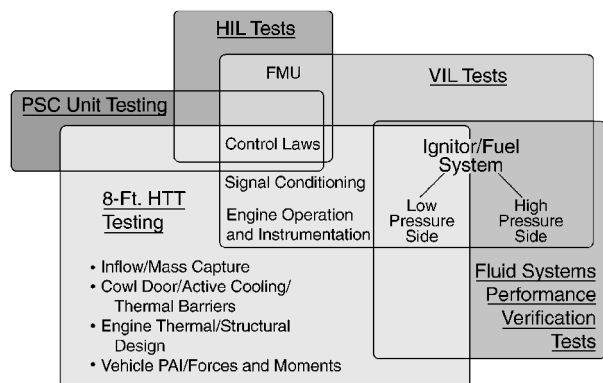 HIL Tests
FMU
VIL Tests
PSC Unit Testing
Control Laws
Ignitor/Fuel
System
Signal Conditioning
8-Ft. HTT
Testing
Low
Pressure
Side
High
Pressure
Side
Engine Operation
and Instrumentation
• Inflow/Mass Capture
• Cowl Door/Active Cooling/
Thermal Barriers
• Engine Thermal/Structural
Design
• Vehicle PAI/Forces and Moments
Fluid Systems
Performance
Verification
Tests